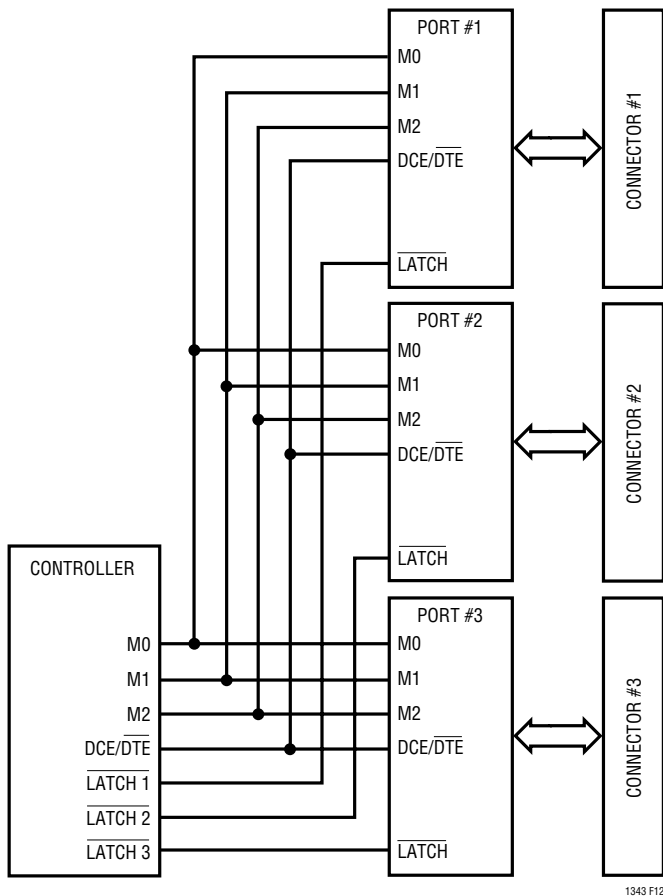 PORT #1
M0
M1
M2
DCE/DTE
LATCH
CONNECTOR #1
PORT #2
M0
M1
M2
DCE/DTE
LATCH
CONNECTOR #2
CONTROLLER
M0
M1
M2
DCE/DTE
LATCH 1
LATCH 2
LATCH 3
PORT #3
M0
M1
M2
DCE/DTE
LATCH
CONNECTOR #3
1343 F12